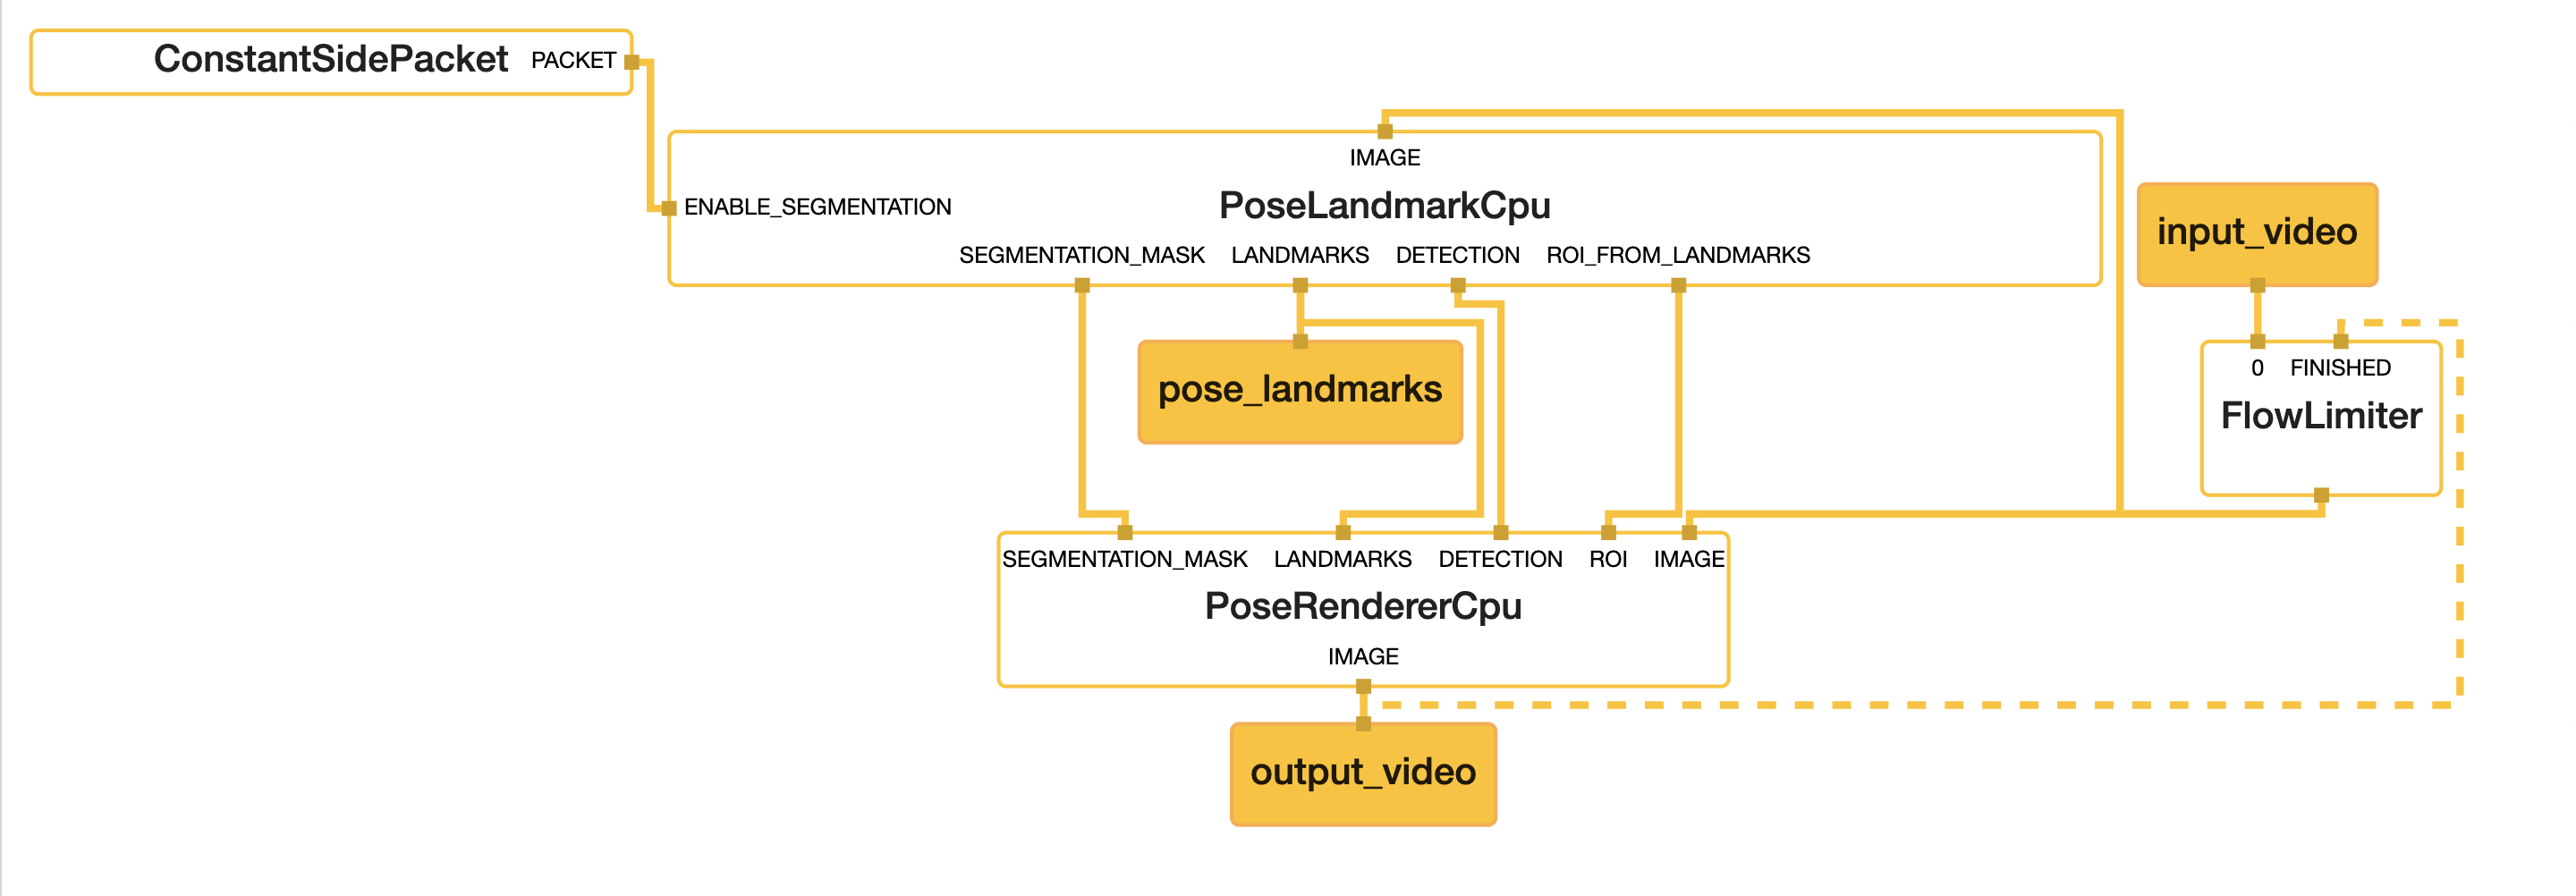 ConstantSidePacket PACKET
IMAGE
ENABLE_SEGMENTATION PoseLandmarkCpu
SEGMENTATION_MASK LANDMARKS DETECTION ROI_FROM_LANDMARKS
input_video
0 FINISHED
FlowLimiter
pose_landmarks
SEGMENTATION_MASK LANDMARKS DETECTION ROI IMAGE
PoseRendererCpu
IMAGE
output_video